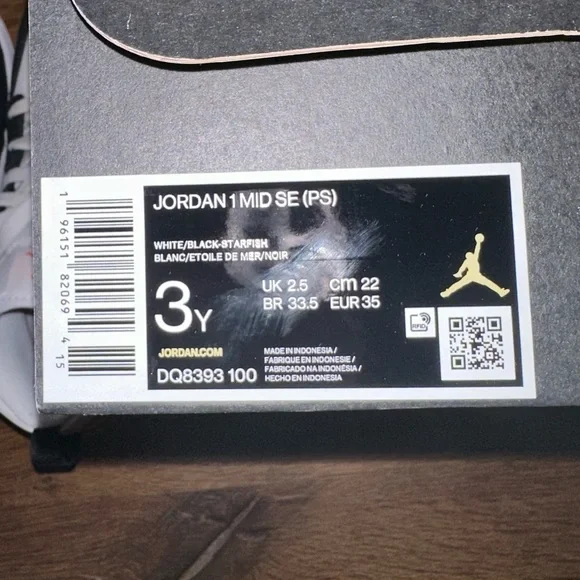 JORDAN 1 MID SE (PS)
WHITE/BLACK-STARFISH
BLANC/ETOILE DE MER/NOIR
3Y
UK 2.5 cm 22
BR 33.5 EUR 35
JORDAN.COM
DQ8393 100
MADE IN INDONESIA/
FABRIQUE EN INDONESIE/
FABRICADO NA INDONÉSIA/
HECHO EN INDONESIA
RFID
1 96151 82069 4 15